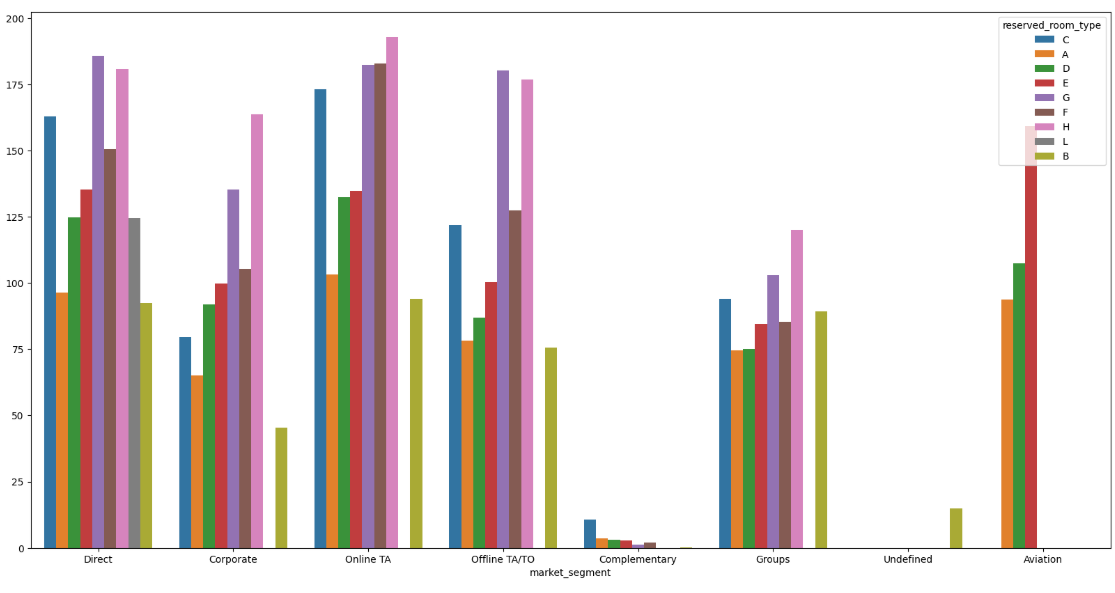 200
175
150
125
100
75
50
25
0
reserved_room_type
C
A
D
E
G
F
H
L
B
Direct
Corporate
Online TA
Offline TA/TO
Complementary
Groups
Undefined
Aviation
market_segment